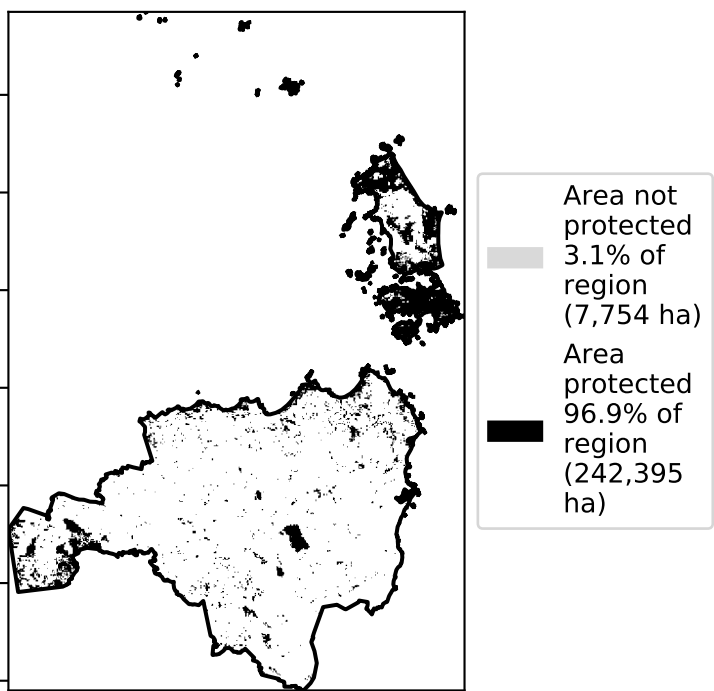 Area not
protected
3.1% of
region
(7,754 ha)
Area
protected
96.9% of
region
(242,395
ha)